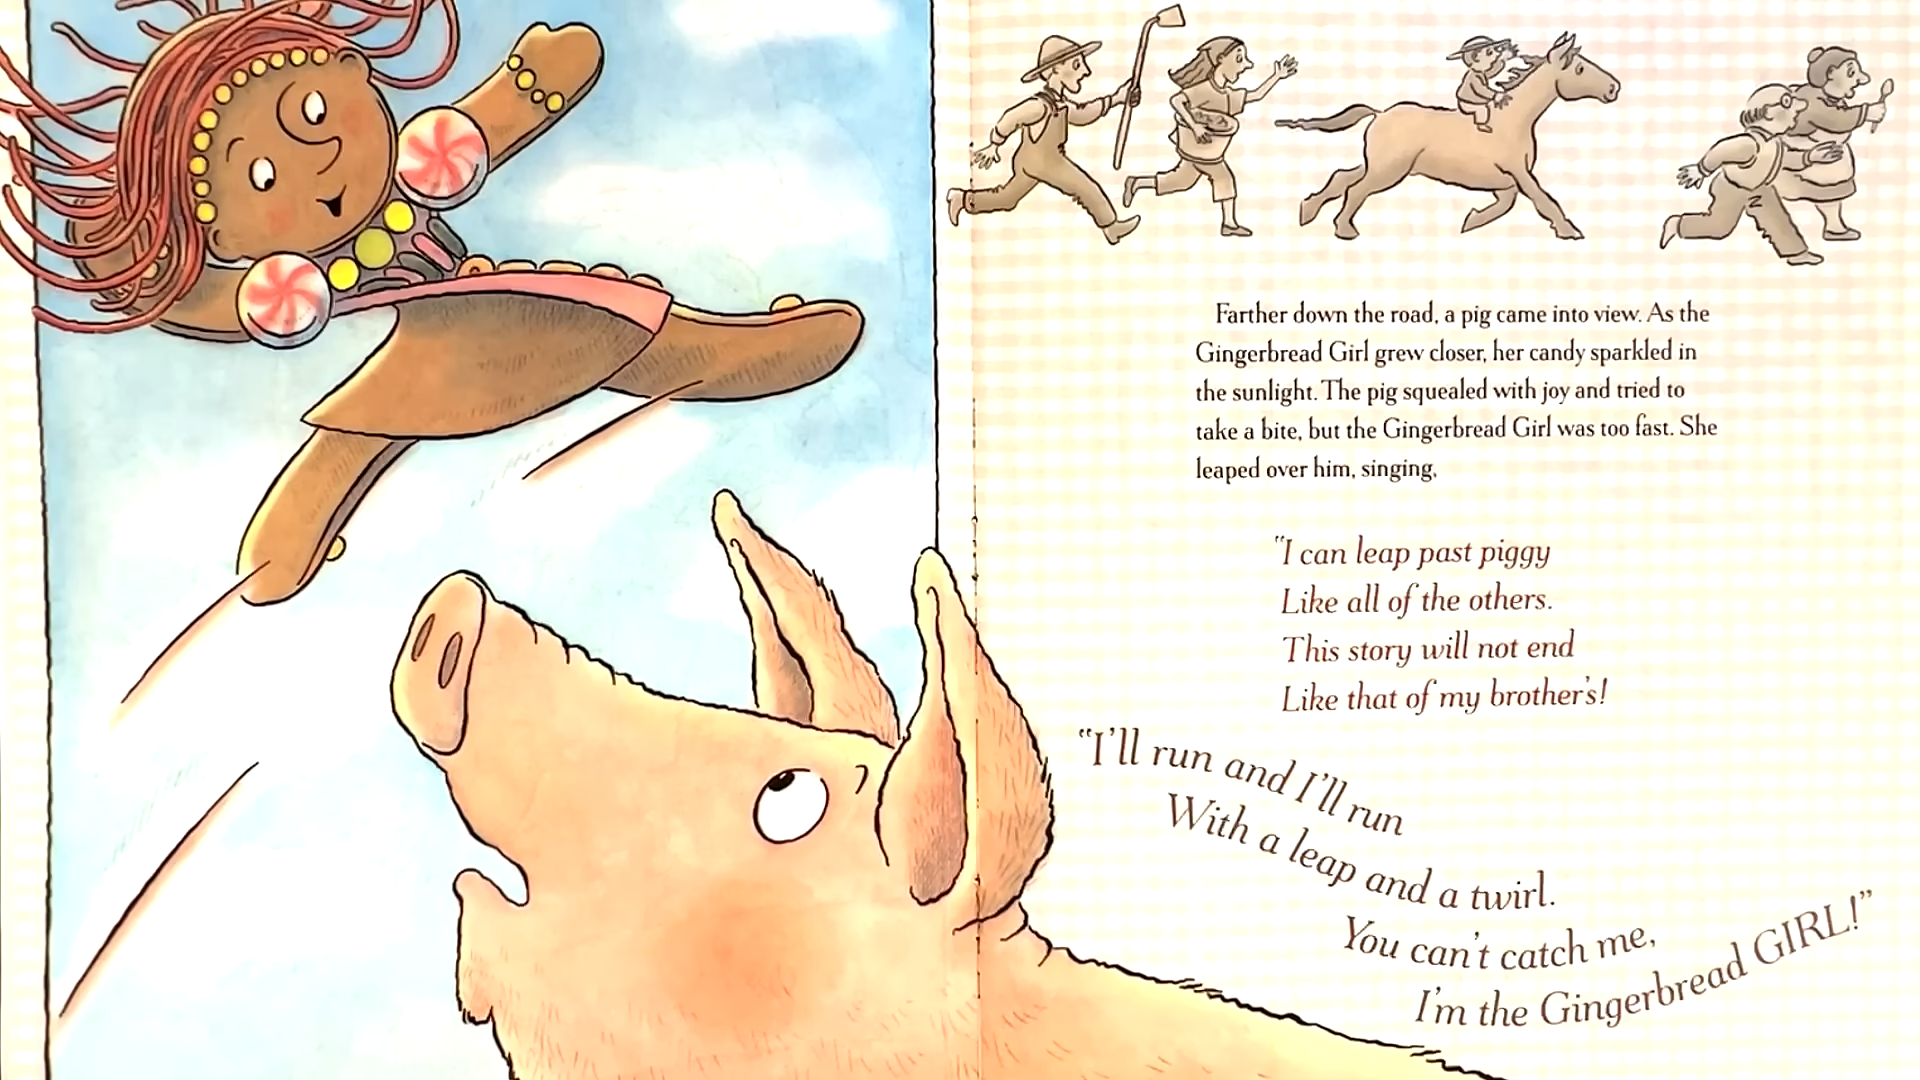 Farther down the road, a pig came into view. As the
Gingerbread Girl grew closer, her candy sparkled in
the sunlight. The pig squealed with joy and tried to
take a bite, but the Gingerbread Girl was too fast. She
leaped over him, singing,
"I can leap past piggy
Like all of the others.
This story will not end
Like that of my brother's!
"I'll run and I'll run
With a leap and a twirl.
You can't catch me,
I'm the Gingerbread GIRL!"